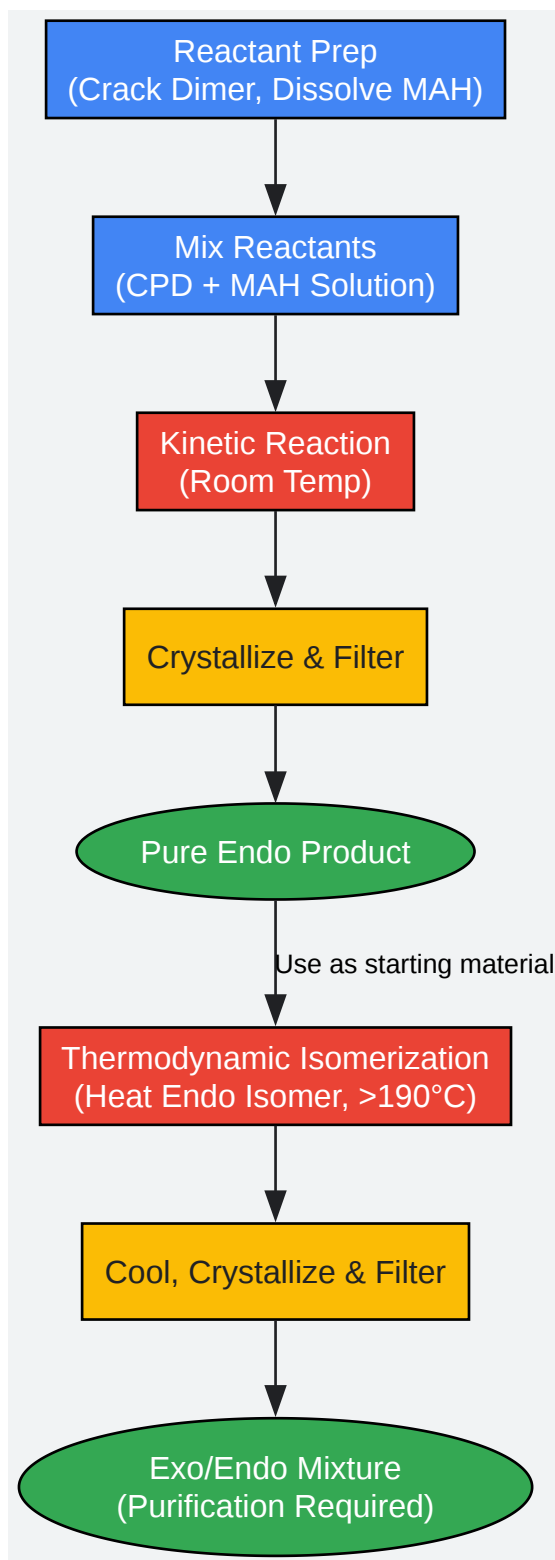 Reactant Prep
(Crack Dimer, Dissolve MAH)
Mix Reactants
(CPD + MAH Solution)
Kinetic Reaction
(Room Temp)
Crystallize & Filter
Pure Endo Product
Use as starting material
Thermodynamic Isomerization
(Heat Endo Isomer, >190°C)
Cool, Crystallize & Filter
Exo/Endo Mixture
(Purification Required)